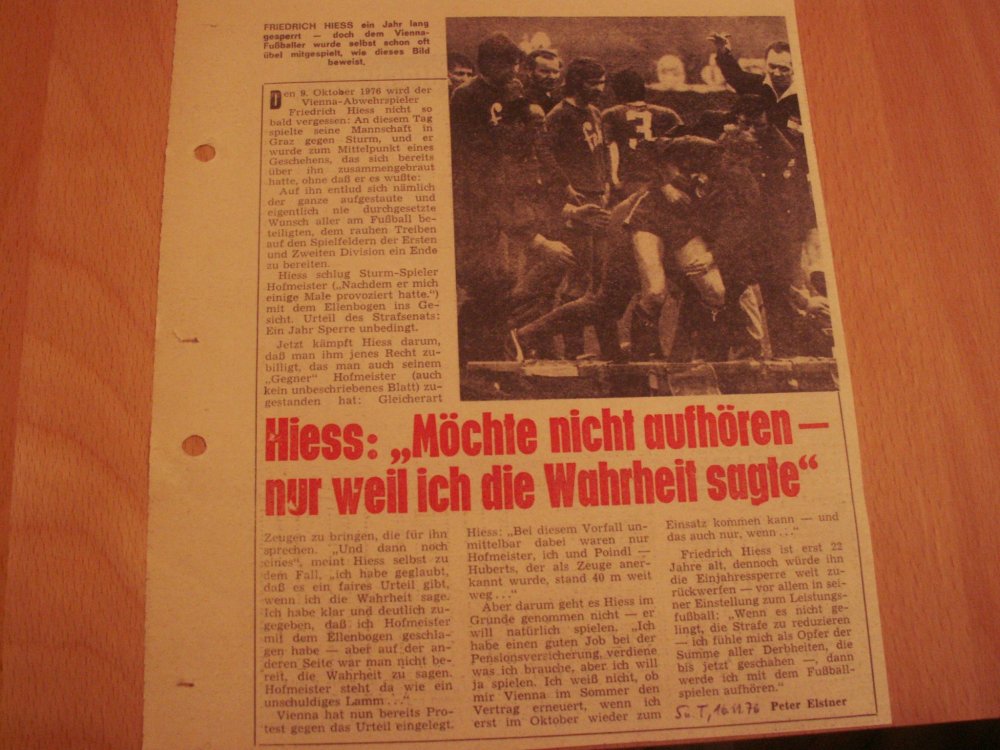 FRIEDRICH HIESS ein Jahr lang
gesperrt — doch dem Vienna-
Fußballer wurde selbst schon oft
übel mitgespielt, wie dieses Bild
beweist.
Den 9. Oktober 1976 wird der
Vienna-Abwehrspieler
Friedrich Hiess nicht so
bald vergessen: An diesem Tag
spielte seine Mannschaft in
Graz gegen Sturm, und er
wurde zum Mittelpunkt eines
Geschehens, das sich bereits
über ihn zusammengebraut
hatte, ohne daß er es wußte:
Auf ihn entlud sich nämlich
der ganze aufgestaute und
eigentlich nie durchgesetzte
Wunsch aller am Fußball be-
teiligten, dem rauhen Treiben
auf den Spielfeldern der Ersten
und Zweiten Division ein Ende
zu bereiten.
Hiess schlug Sturm-Spieler
Hofmeister („Nachdem er mich
einige Male provoziert hatte.")
mit dem Ellenbogen ins Ge-
sicht. Urteil des Strafsenats:
Ein Jahr Sperre unbedingt.
Jetzt kämpft Hiess darum,
daß man ihm jenes Recht zu-
billigt, das man auch seinem
„Gegner" Hofmeister (auch
kein unbeschriebenes Blatt) zu-
gestanden hat: Gleicherart
3
Hiess: „Möchte nicht aufhören —
nur weil ich die Wahrheit sagte"
Zeugen zu bringen, die für ihn
sprechen. „Und dann noch
eines", meint Hiess selbst zu
dem Fall, „ich habe geglaubt,
daß es ein faires Urteil gibt,
wenn ich die Wahrheit sage.
Ich habe klar und deutlich zu-
gegeben, daß ich Hofmeister
mit dem Ellenbogen geschla-
gen habe — aber auf der an-
deren Seite war man nicht be-
reit, die Wahrheit zu sagen.
Hofmeister steht da wie ein
unschuldiges Lamm . . ."
Vienna hat nun bereits Pro-
test gegen das Urteil eingelegt.
Hiess: „Bei diesem Vorfall un-
mittelbar dabei waren nur
Hofmeister, ich und Poindl —
Huberts, der als Zeuge aner-
kannt wurde, stand 40 m weit
weg . . ."
Aber darum geht es Hiess im
Grunde genommen nicht — er
will natürlich spielen. „Ich
habe einen guten Job bei der
Pensionsversicherung, verdiene
was ich brauche, aber ich will
ja spielen. Ich weiß nicht, ob
mir Vienna im Sommer den
Vertrag erneuert, wenn ich
erst im Oktober wieder zum
Einsatz kommen kann — und
das auch nur, wenn . . ."
Friedrich Hiess ist erst 22
Jahre alt, dennoch würde ihn
die Einjahressperre weit zu-
rückwerfen — vor allem in sei-
ner Einstellung zum Leistungs-
fußball: „Wenn es nicht ge-
lingt, die Strafe zu reduzieren
— ich fühle mich als Opfer der
Summe aller Derbheiten, die
bis jetzt geschahen —, dann
werde ich mit dem Fußball-
spielen aufhören."
Peter Elstner
16.11.76